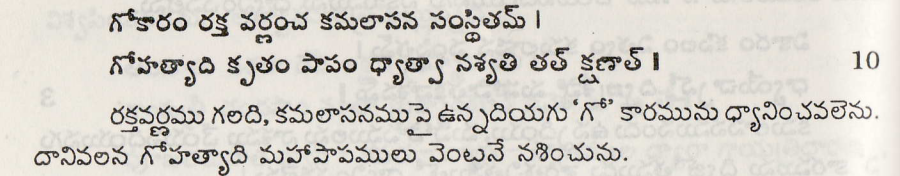 గోకారం రక్త వర్ణంచ కమలాసన సంస్థితమ్ ।
గోహత్యాది కృతం పాపం ధ్యాత్వా నశ్యతి తత్ క్షణాత్ । 10
రక్తవర్ణము గలది, కమలాసనముపై ఉన్నదియగు 'గో' కారమును ధ్యానించవలెను.
దానివలన గోహత్యాది మహాపాపములు వెంటనే నశించును.